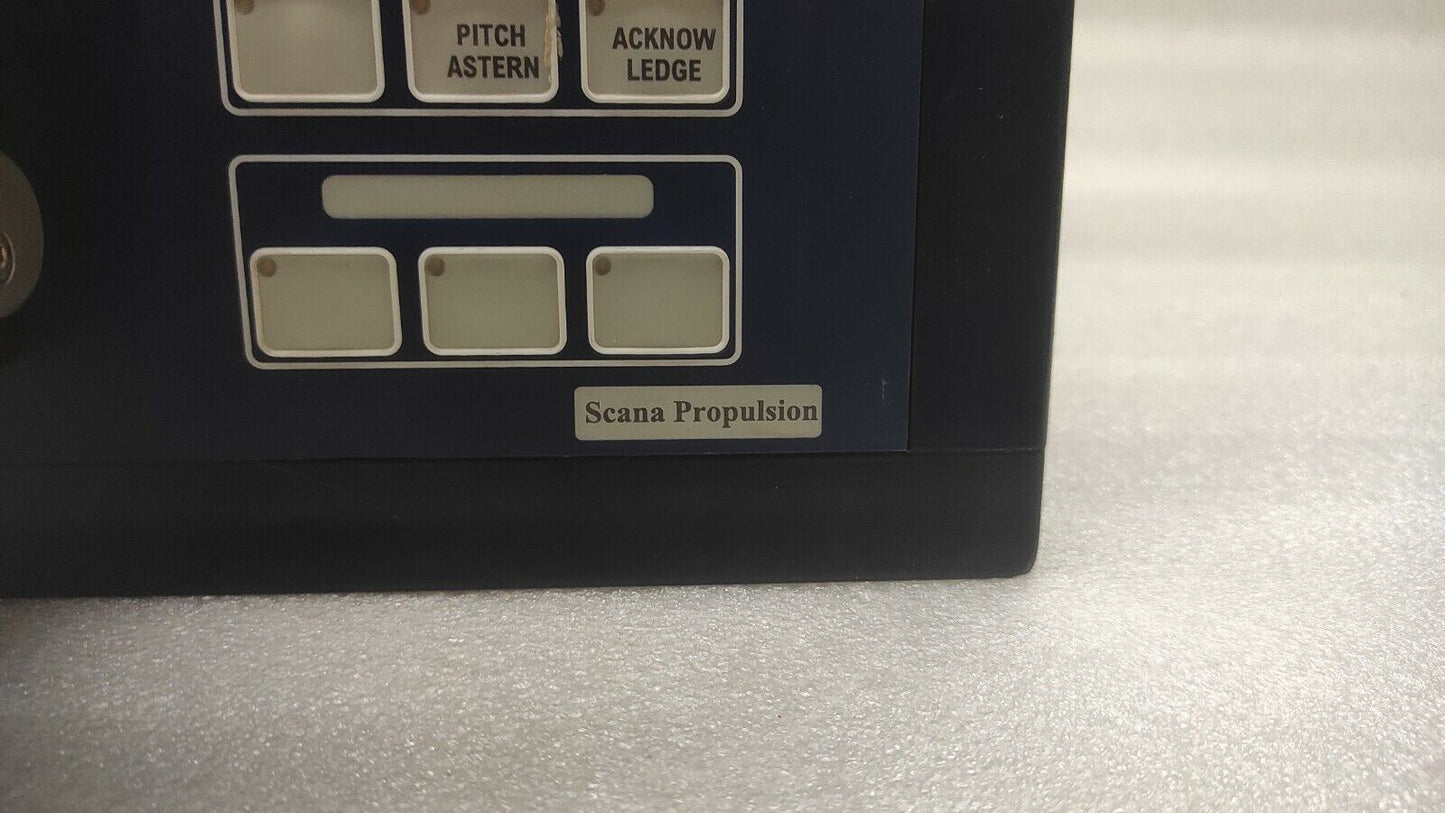 PITCH
ASTERN
ACKNOW
LEDGE
Scana Propulsion